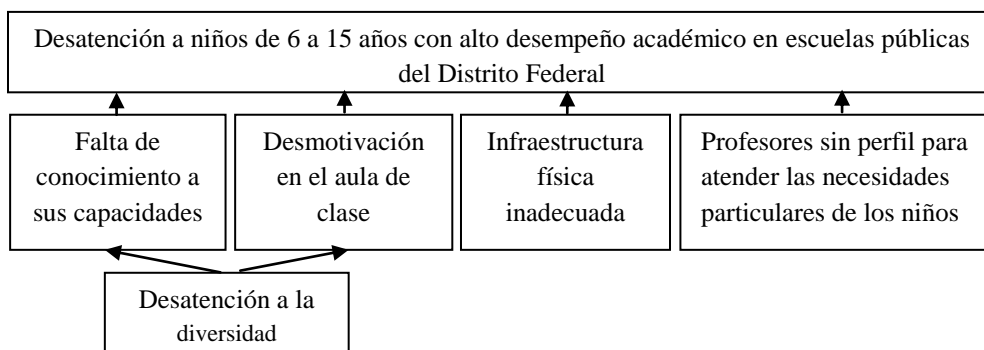 Desatención a niños de 6 a 15 años con alto desempeño académico en escuelas públicas
del Distrito Federal
Falta de
conocimiento a
sus capacidades
Desmotivación
en el aula de
clase
Infraestructura
física
inadecuada
Profesores sin perfil para
atender las necesidades
particulares de los niños
Desatención a la
diversidad